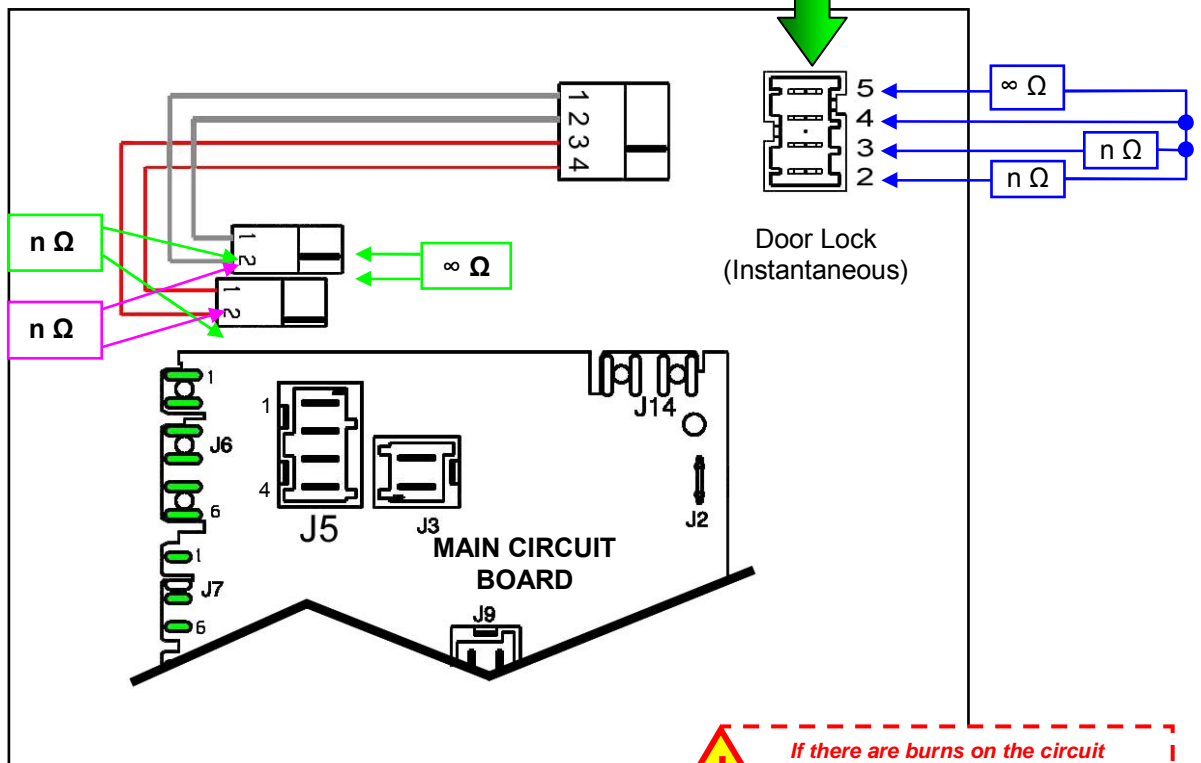 1
2
3
4
5
4
3
2
∞ Ω
n Ω
n Ω
Door Lock
(Instantaneous)
n Ω
n Ω
1
2
1
2
∞ Ω
1
J6
6
1
J7
6
1
4
J5
J3
J14
J2
MAIN CIRCUIT
BOARD
J9
If there are burns on the circuit